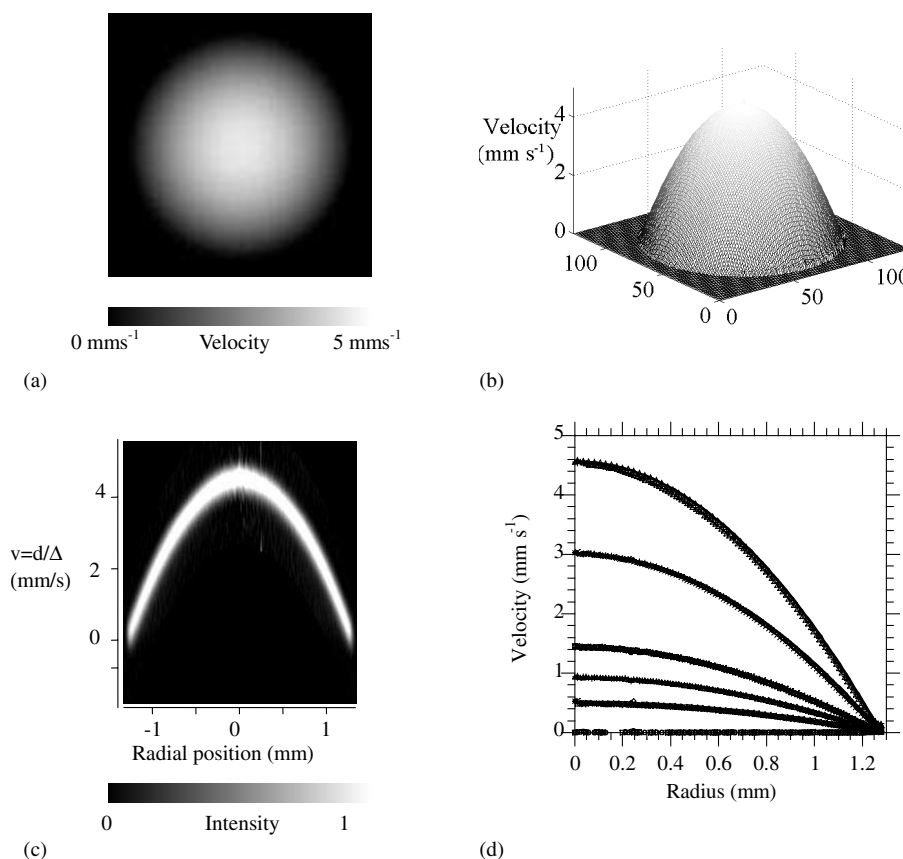 0 mms-1 Velocity 5 mms-1
(a)
Velocity
(mm s-1)
4
2
0
100
50
0 0
50
100
(b)
v=d/Δ
(mm/s)
4
2
0
-1 0 1
Radial position (mm)
0 Intensity 1
(c)
Velocity (mm s-1)
5
4
3
2
1
0
0 0.2 0.4 0.6 0.8 1 1.2
Radius (mm)
(d)